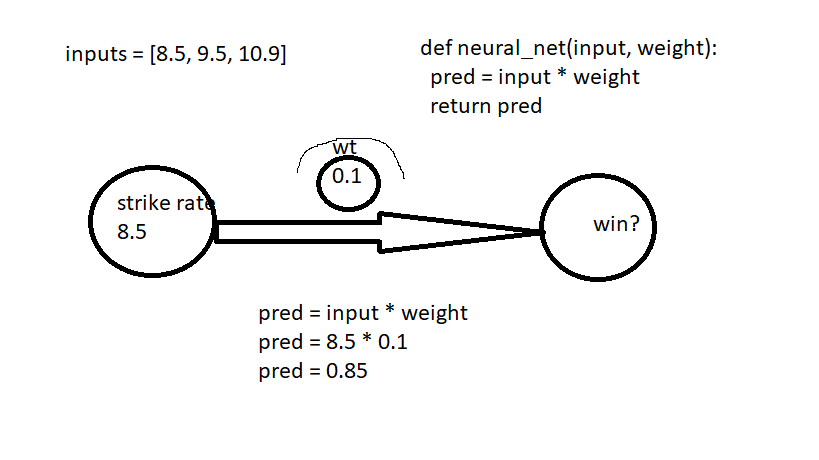 inputs = [8.5, 9.5, 10.9]
def neural_net(input, weight):
pred = input * weight
return pred
wt
0.1
strike rate
8.5
win?
pred = input * weight
pred = 8.5 * 0.1
pred = 0.85